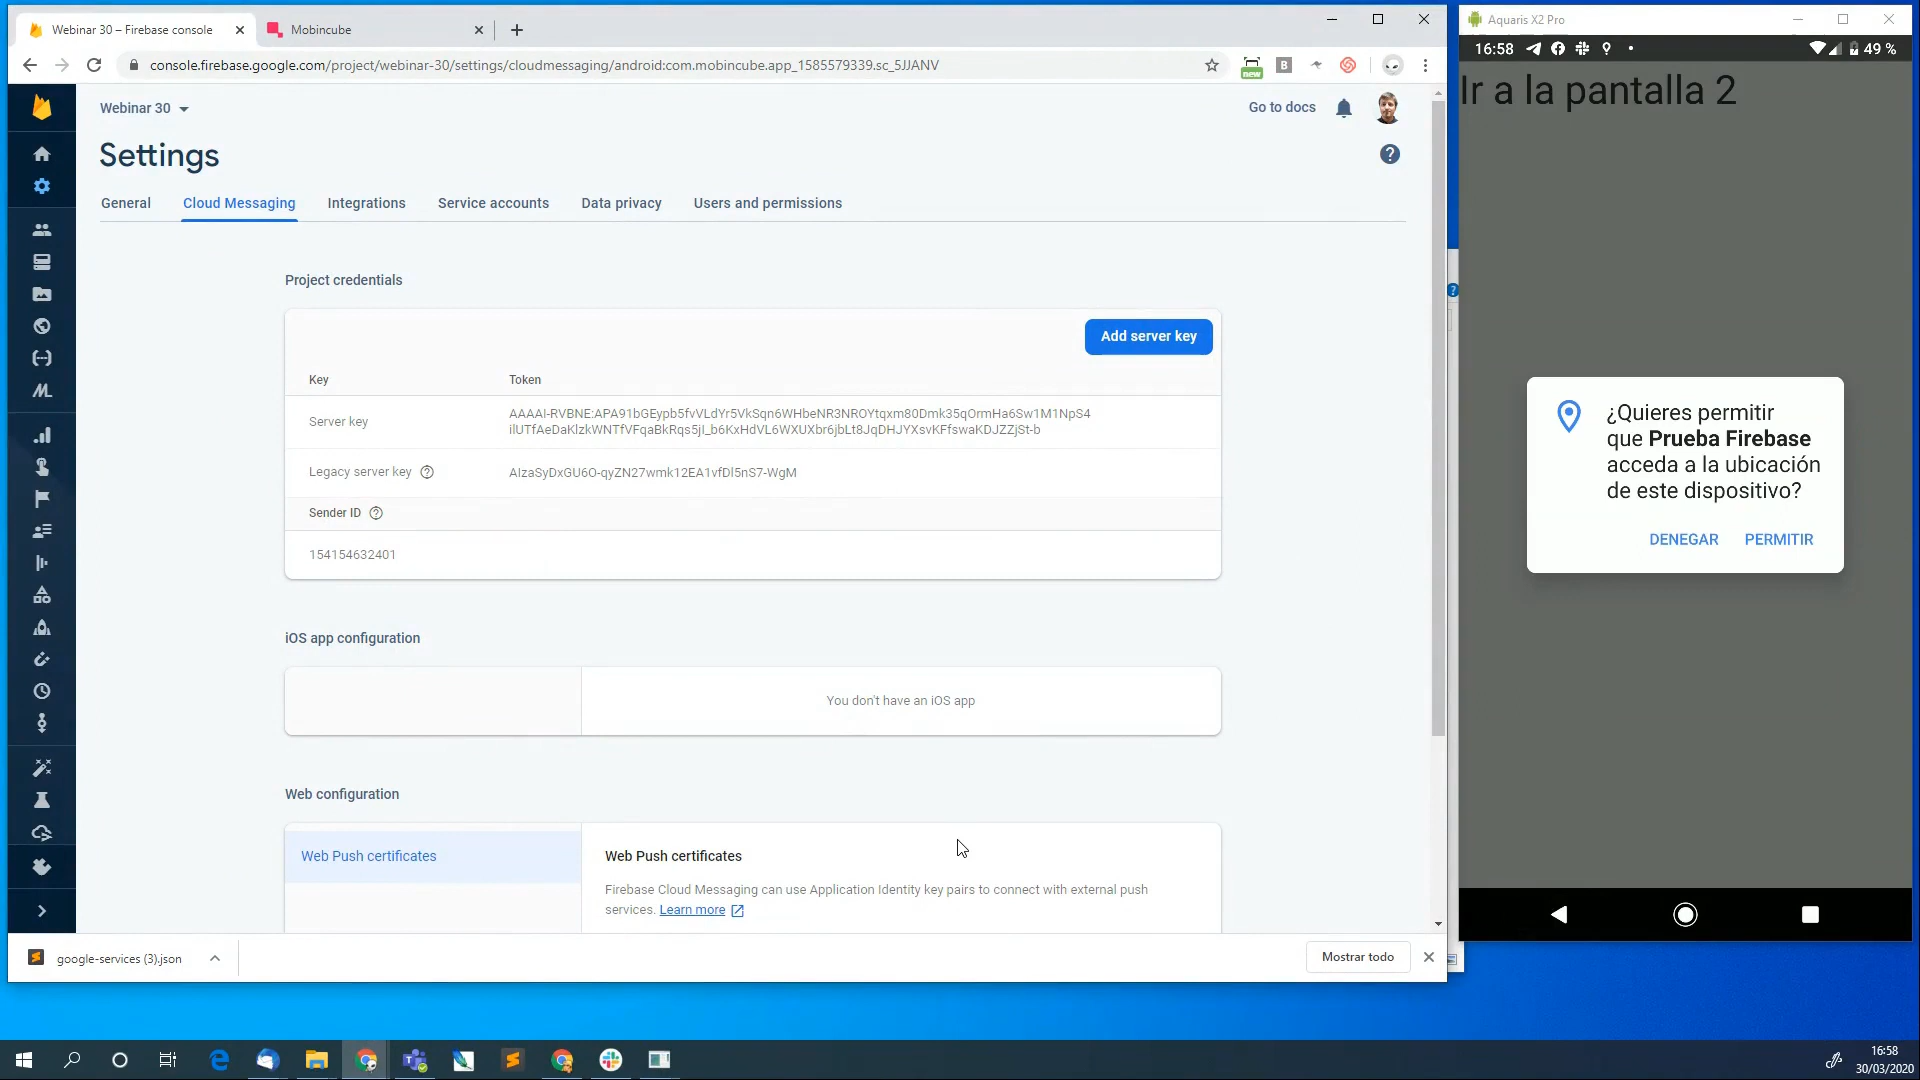 Webinar 30 – Firebase console
Mobincube
Aquaris X2 Pro
console.firebase.google.com/project/webinar-30/settings/cloudmessaging/android:com.mobincube.app_1585579339.sc_5JJANV
new
B
16:58
49 %
Ir a la pantalla 2
Webinar 30
Go to docs
Settings
General
Cloud Messaging
Integrations
Service accounts
Data privacy
Users and permissions
Project credentials
Add server key
Key
Token
Server key
AAAAI-RVBNE:APA91bGEypb5fvVLdYr5VkSqn6WHbeNR3NROYtqxm80Dmk35qOrmHa6Sw1M1NpS4
ilUTfAeDaKlzkWNTfVFqaBkRqs5jI_b6KxHdVL6WXUXbr6jbLt8JqDHJYXsvKFfswaKDJZZjSt-b
Legacy server key
AIzaSyDxGU6O-qyZN27wmk12EA1vfDl5nS7-WgM
Sender ID
154154632401
¿Quieres permitir
que Prueba Firebase
acceda a la ubicación
de este dispositivo?
DENEGAR
PERMITIR
iOS app configuration
You don't have an iOS app
Web configuration
Web Push certificates
Web Push certificates
Firebase Cloud Messaging can use Application Identity key pairs to connect with external push
services. Learn more
google-services (3).json
Mostrar todo
16:58
30/03/2020